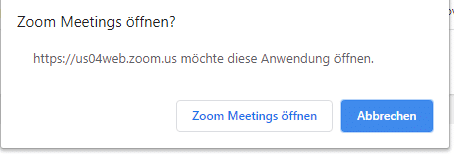 Zoom Meetings öffnen?
https://us04web.zoom.us möchte diese Anwendung öffnen.
Zoom Meetings öffnen Abbrechen